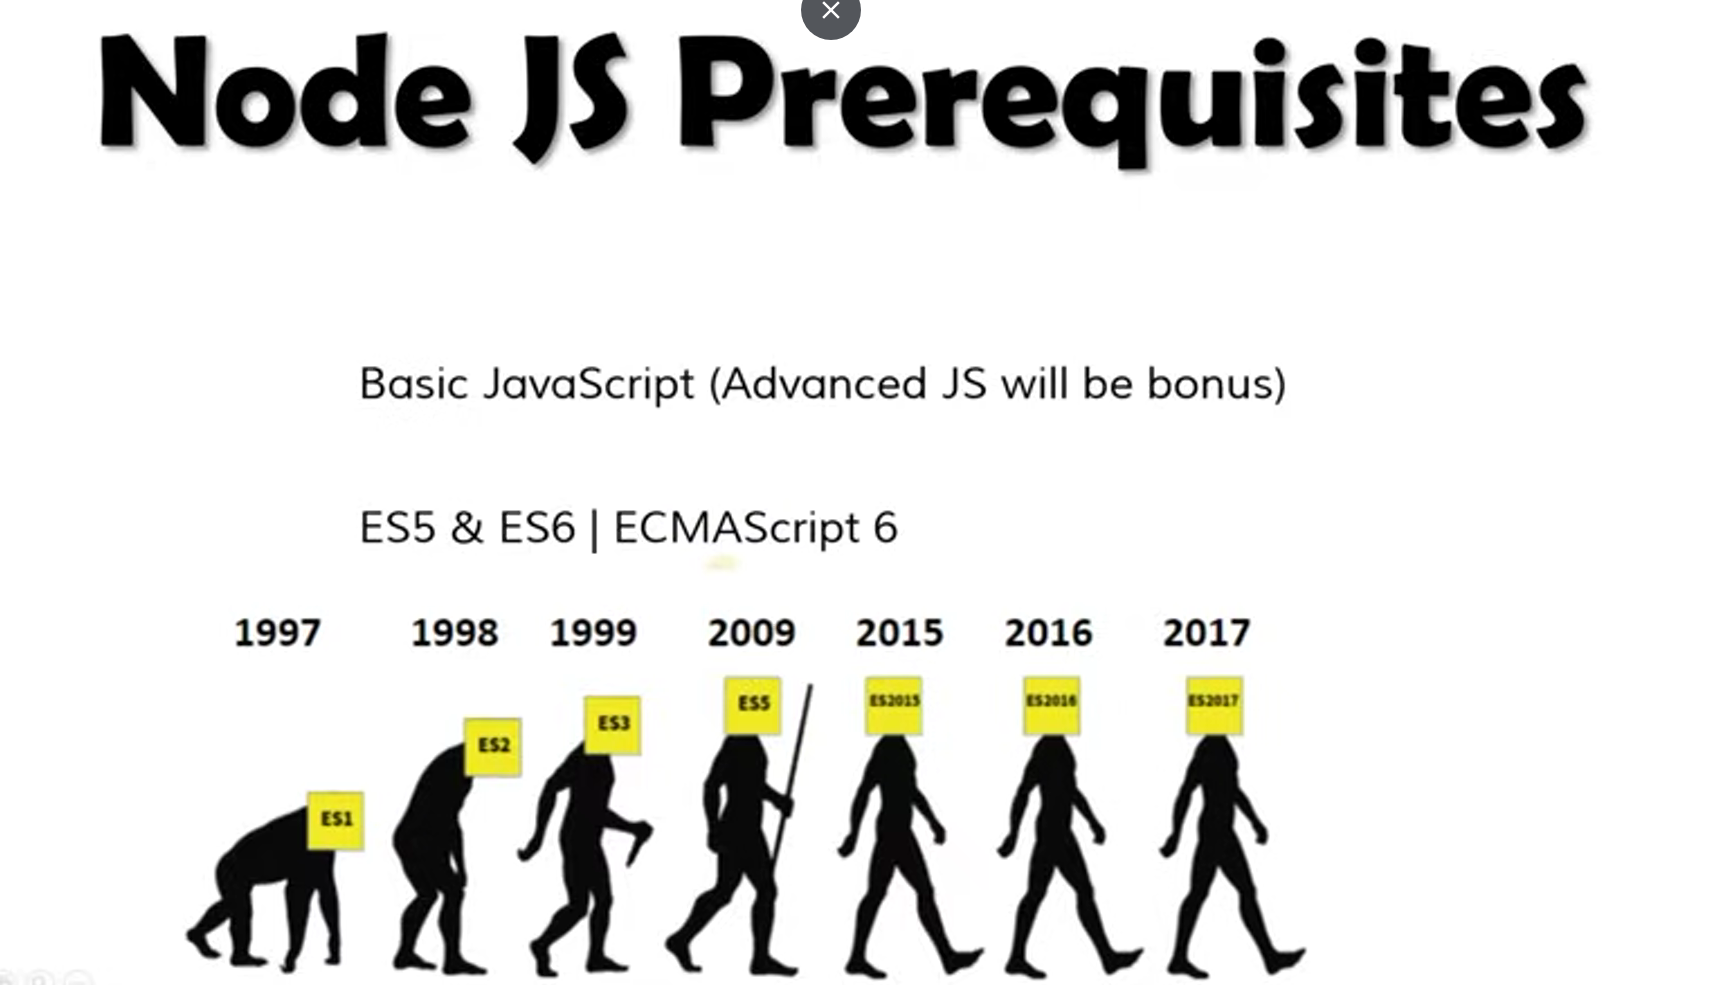 Node JS Prerequisites
Basic JavaScript (Advanced JS will be bonus)
ES5 & ES6 | ECMAScript 6
1997 1998 1999 2009 2015 2016 2017
ES1 ES2 ES3 ES5 ES2015 ES2016 ES2017